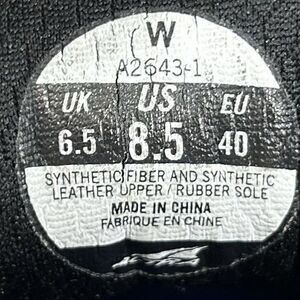 W
A2643-1
UK US EU
6.5 8.5 40
SYNTHETIC FIBER AND SYNTHETIC
LEATHER UPPER / RUBBER SOLE
MADE IN CHINA
FABRIQUE EN CHINE